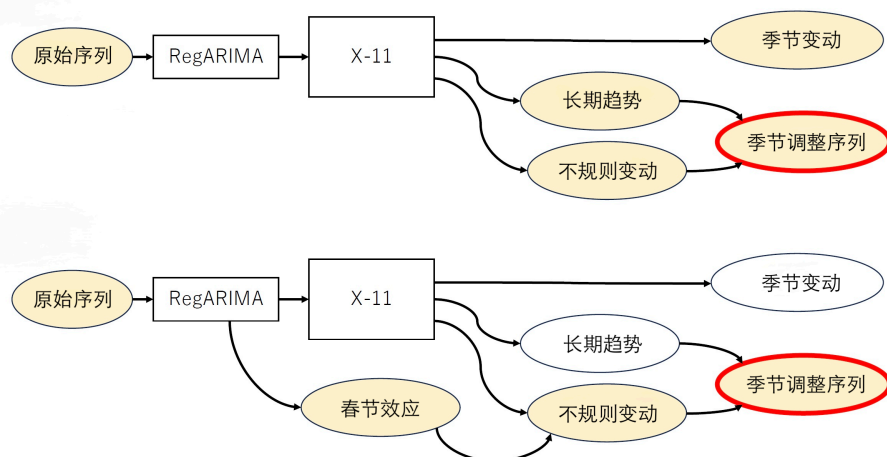 季节变动
原始序列
RegARIMA
X-11
长期趋势
季节调整序列
不规则变动
季节变动
原始序列
RegARIMA
X-11
长期趋势
季节调整序列
春节效应
不规则变动